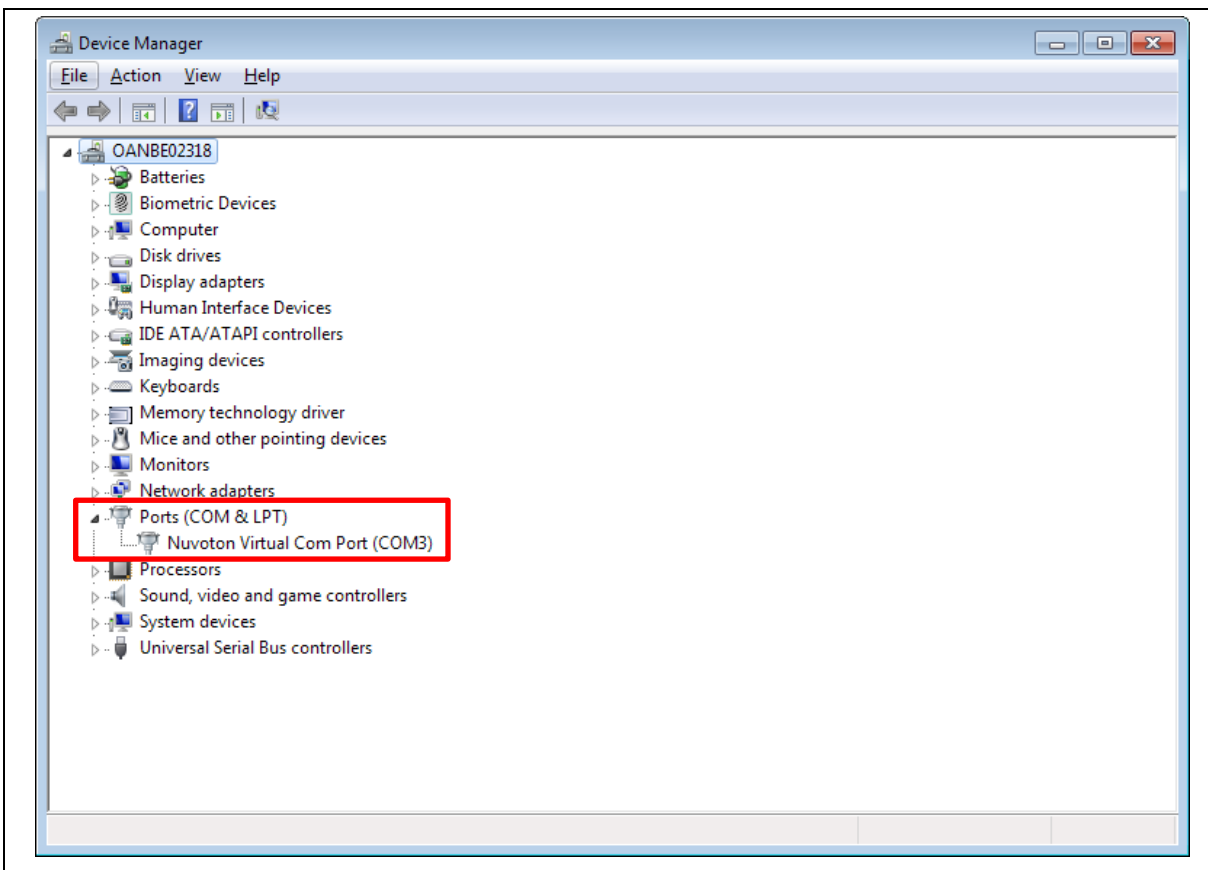 Device Manager
File Action View Help
OANBE02318
Batteries
Biometric Devices
Computer
Disk drives
Display adapters
Human Interface Devices
IDE ATA/ATAPI controllers
Imaging devices
Keyboards
Memory technology driver
Mice and other pointing devices
Monitors
Network adapters
Ports (COM & LPT)
Nuvoton Virtual Com Port (COM3)
Processors
Sound, video and game controllers
System devices
Universal Serial Bus controllers